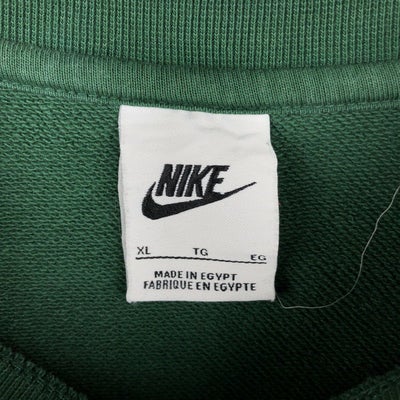 NIKE
XL TG EG
MADE IN EGYPT
FABRIQUE EN EGYPTE